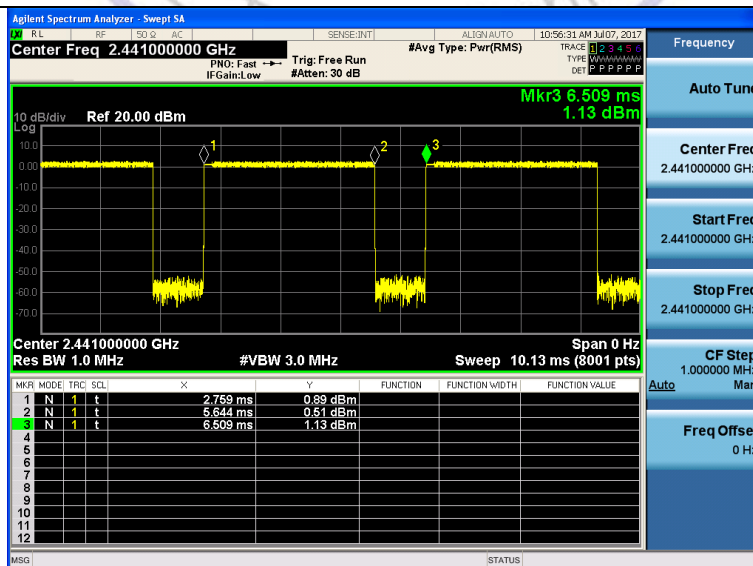 Agilent Spectrum Analyzer - Swept SA
RL RF 50 Ω AC SENSE:INT ALIGN AUTO 10:56:31 AM Jul 07, 2017
Center Freq 2.441000000 GHz #Avg Type: Pwr(RMS) TRACE 1 2 3 4 5 6
PNO: Fast Trig: Free Run TYPE W
IFGain:Low #Atten: 30 dB DET P P P P P P
Mkr3 6.509 ms
1.13 dBm
10 dB/div Ref 20.00 dBm
Log
10.0
0.00
-10.0
-20.0
-30.0
-40.0
-50.0
-60.0
-70.0
1 2 3
Center 2.441000000 GHz Span 0 Hz
Res BW 1.0 MHz #VBW 3.0 MHz Sweep 10.13 ms (8001 pts)
MKR MODE TRC SCL X Y FUNCTION FUNCTION WIDTH FUNCTION VALUE
1 N 1 t 2.759 ms 0.89 dBm
2 N 1 t 5.644 ms 0.51 dBm
3 N 1 t 6.509 ms 1.13 dBm
4
5
6
7
8
9
10
11
12
MSG STATUS
Frequency
Auto Tun
Center Fre
2.441000000 GH
Start Fre
2.441000000 GH
Stop Fre
2.441000000 GH
CF Step
1.000000 MH
Auto Man
Freq Offse
0 H